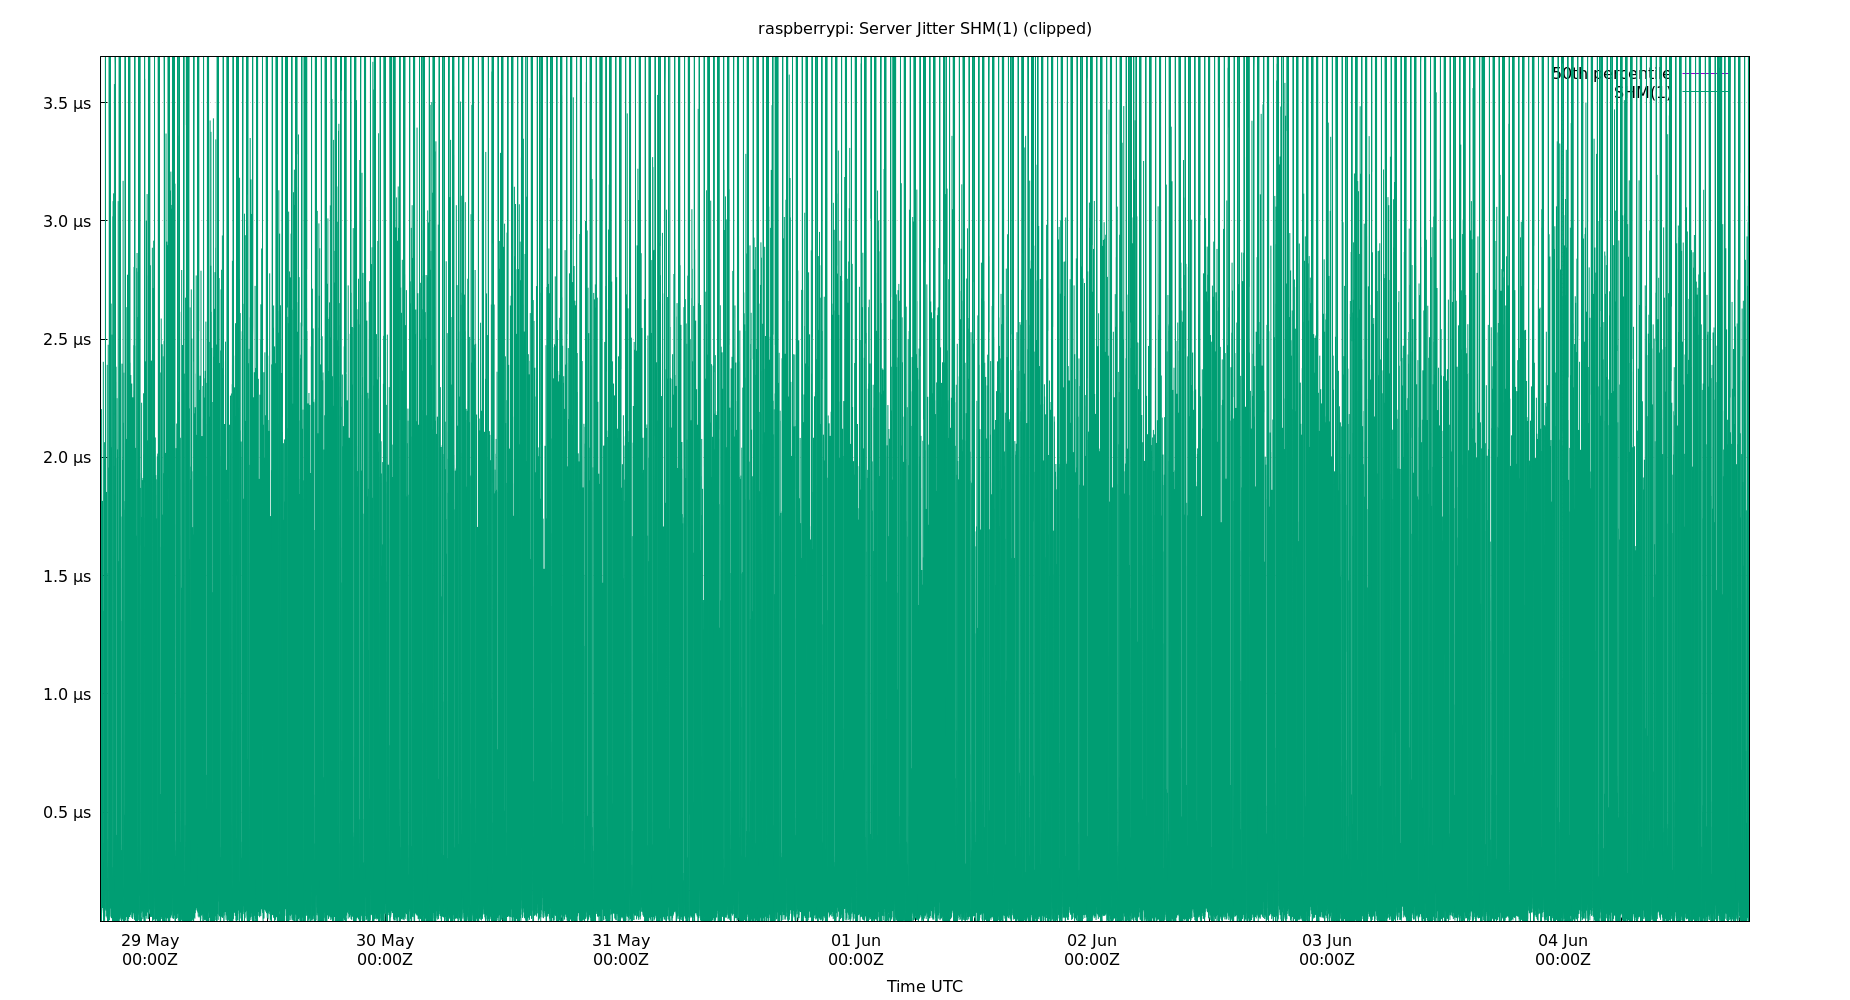 raspberrypi: Server Jitter SHM(1) (clipped)
50th percentile
SHM(1)
3.5 µs
3.0 µs
2.5 µs
2.0 µs
1.5 µs
1.0 µs
0.5 µs
29 May 30 May 31 May 01 Jun 02 Jun 03 Jun 04 Jun
00:00Z 00:00Z 00:00Z 00:00Z 00:00Z 00:00Z 00:00Z
Time UTC